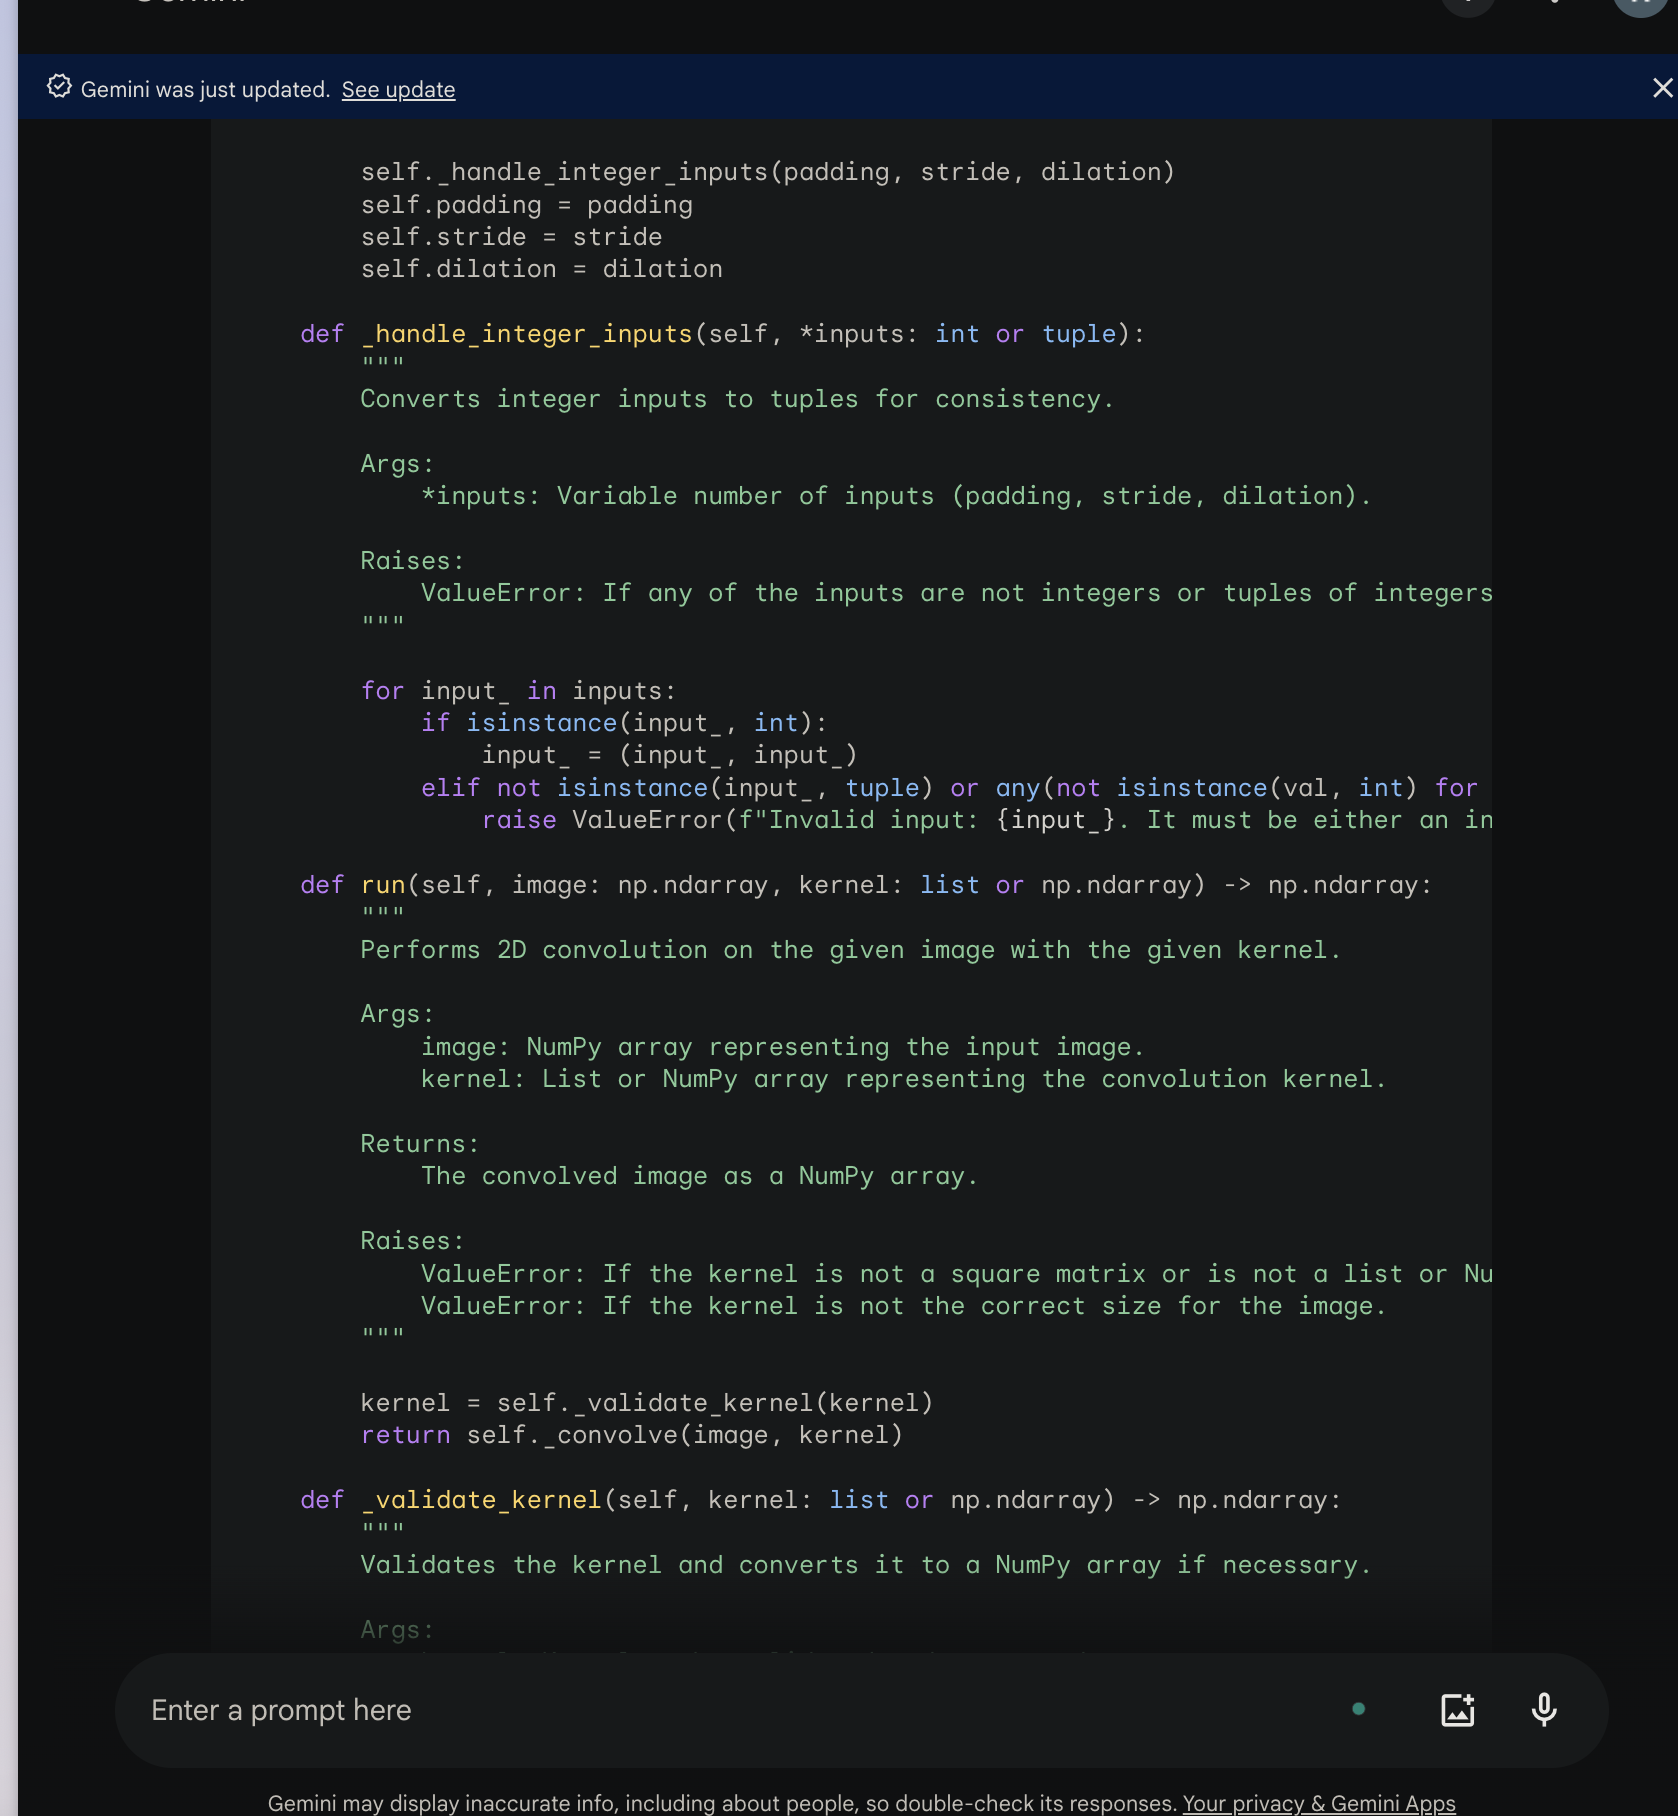 Gemini was just updated. See update
self._handle_integer_inputs(padding, stride, dilation)
self.padding = padding
self.stride = stride
self.dilation = dilation
def _handle_integer_inputs(self, *inputs: int or tuple):
"""
Converts integer inputs to tuples for consistency.
Args:
*inputs: Variable number of inputs (padding, stride, dilation).
Raises:
ValueError: If any of the inputs are not integers or tuples of integers
"""
for input_ in inputs:
if isinstance(input_, int):
input_ = (input_, input_)
elif not isinstance(input_, tuple) or any(not isinstance(val, int) for
raise ValueError(f"Invalid input: {input_}. It must be either an in
def run(self, image: np.ndarray, kernel: list or np.ndarray) -> np.ndarray:
"""
Performs 2D convolution on the given image with the given kernel.
Args:
image: NumPy array representing the input image.
kernel: List or NumPy array representing the convolution kernel.
Returns:
The convolved image as a NumPy array.
Raises:
ValueError: If the kernel is not a square matrix or is not a list or Nu
ValueError: If the kernel is not the correct size for the image.
"""
kernel = self._validate_kernel(kernel)
return self._convolve(image, kernel)
def _validate_kernel(self, kernel: list or np.ndarray) -> np.ndarray:
"""
Validates the kernel and converts it to a NumPy array if necessary.
Args:
Enter a prompt here
Gemini may display inaccurate info, including about people, so double-check its responses. Your privacy & Gemini Apps